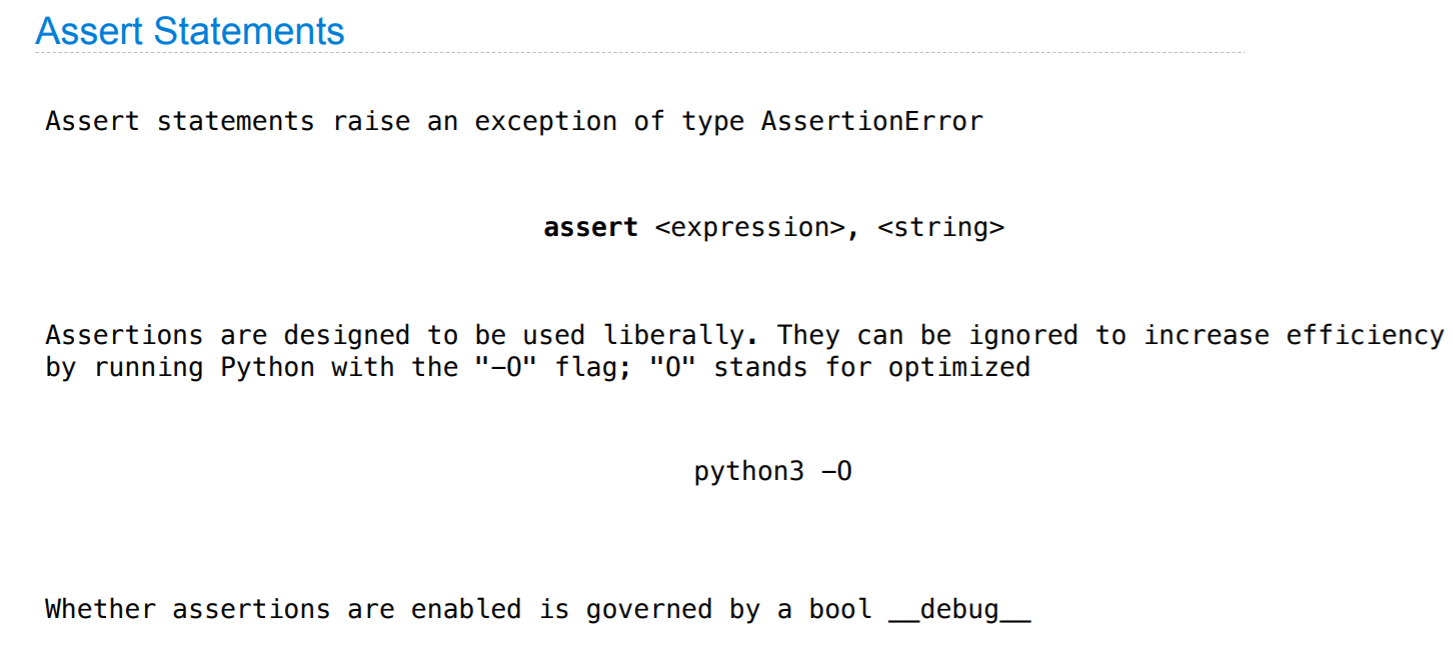 Assert Statements
Assert statements raise an exception of type AssertionError
assert <expression>, <string>
Assertions are designed to be used liberally. They can be ignored to increase efficiency
by running Python with the "–O" flag; "O" stands for optimized
python3 –O
Whether assertions are enabled is governed by a bool __debug__